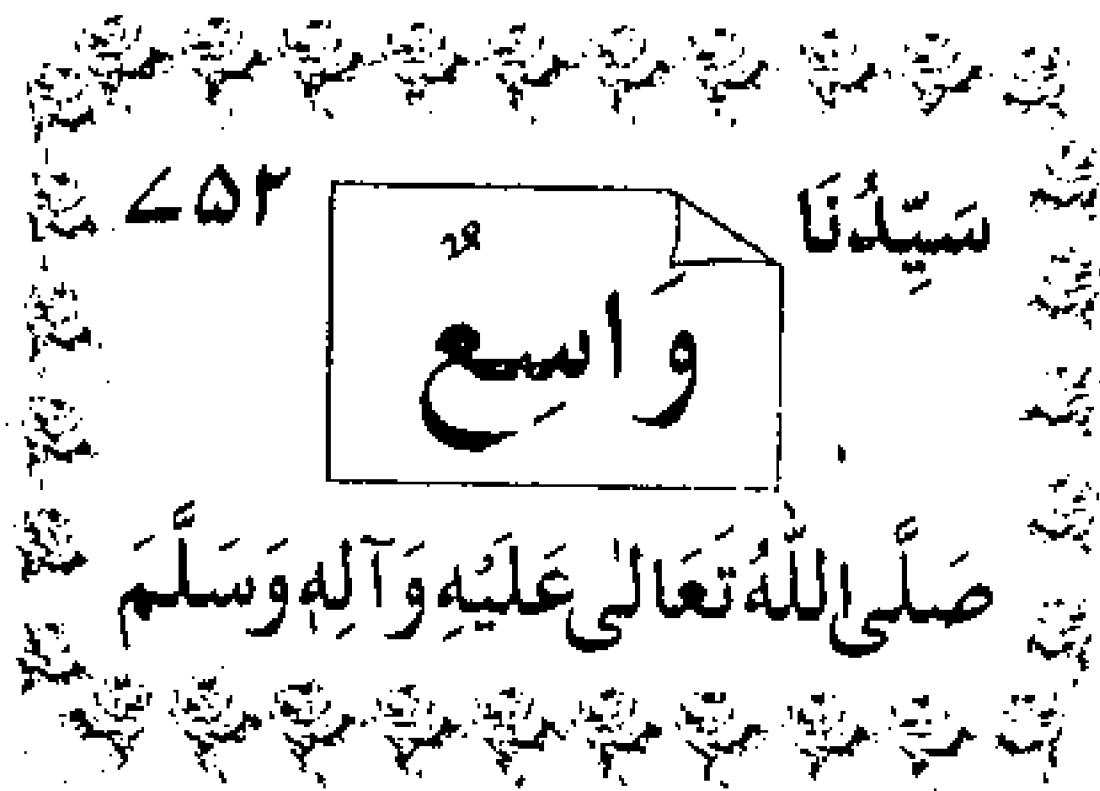 سَيِّدُنَا ۷۵۲
وَاسِعٌ
صَلَّى اللّٰهُ تَعَالٰى عَلَيْهِ وَآلِهٖ وَسَلَّمَ